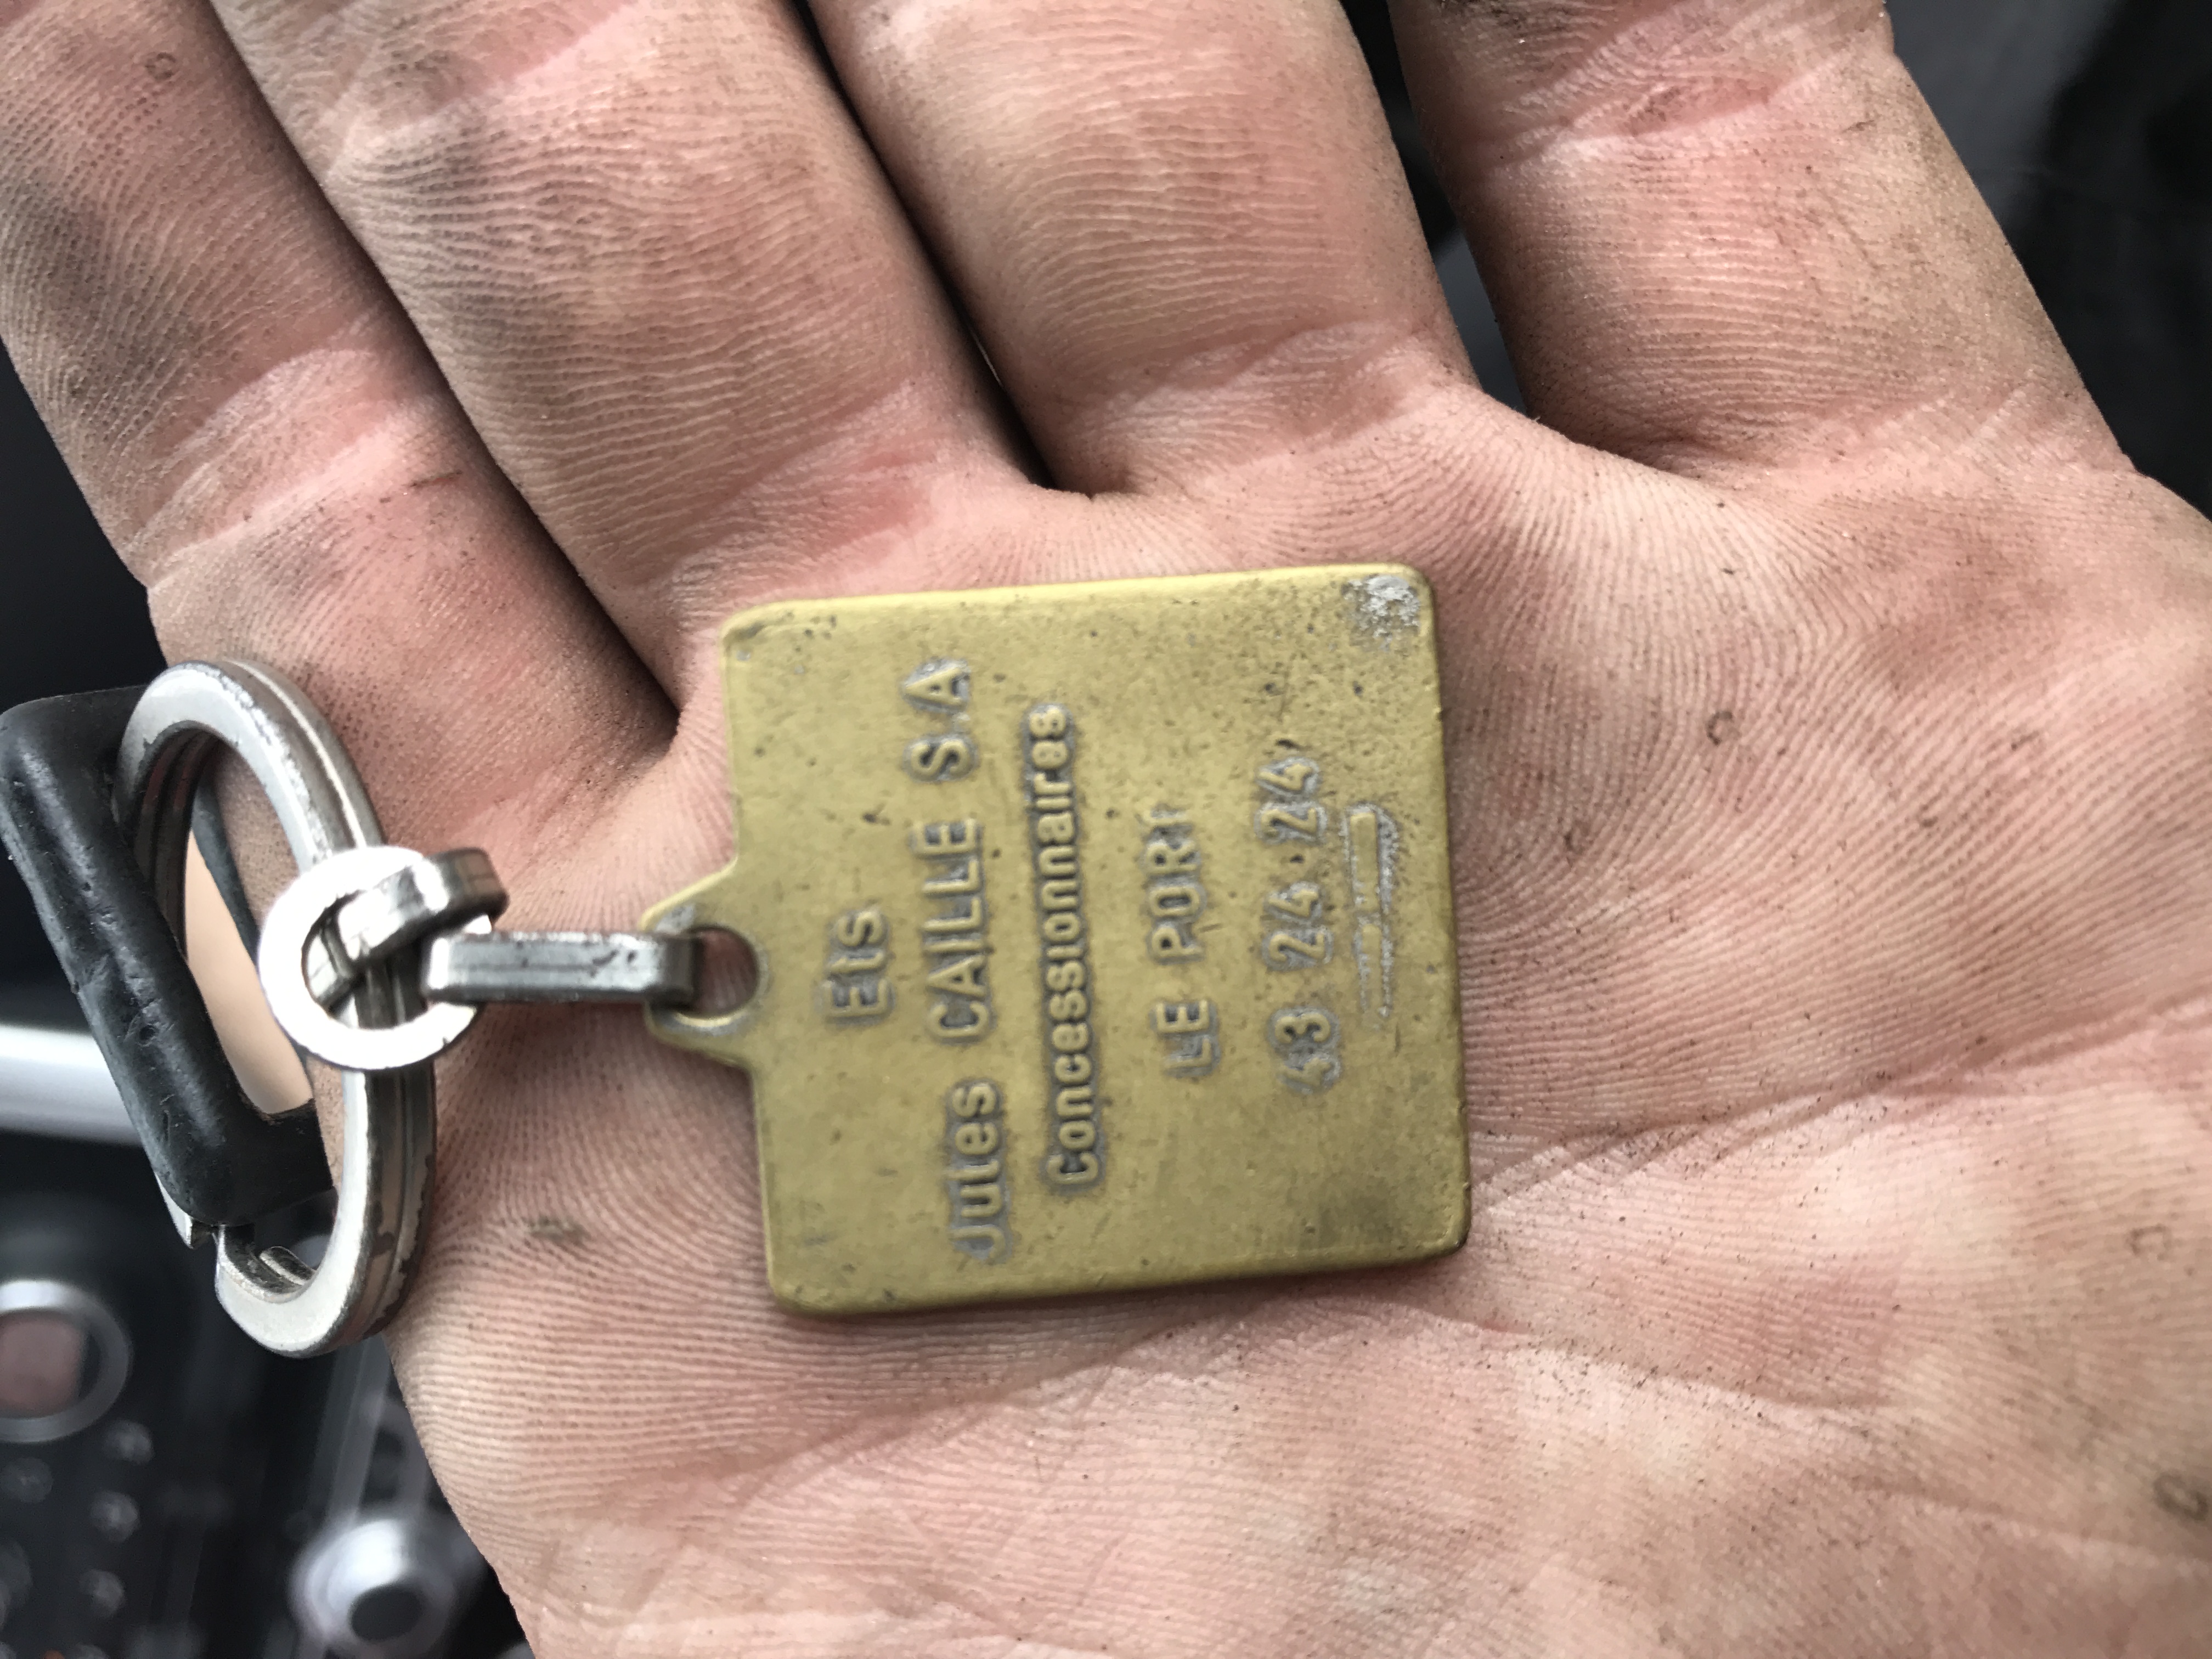 Ets
Jules CAILLE S.A
Concessionnaires
LE PORT
43 24.24